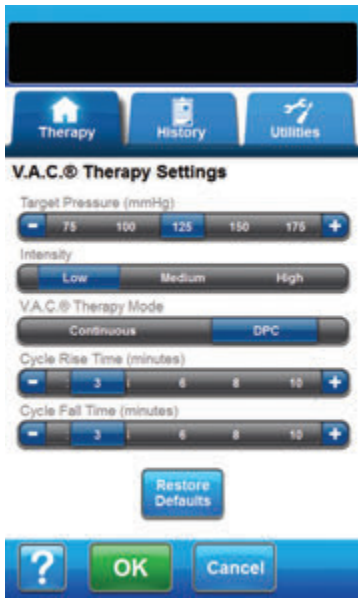 Therapy History Utilities
V.A.C.® Therapy Settings
Target Pressure (mmHg)
- 75 100 125 150 175 +
Intensity
Low Medium High
V.A.C.® Therapy Mode
Continuous DPC
Cycle Rise Time (minutes)
- 3 6 8 10 +
Cycle Fall Time (minutes)
- 3 6 8 10 +
Restore
Defaults
? OK Cancel